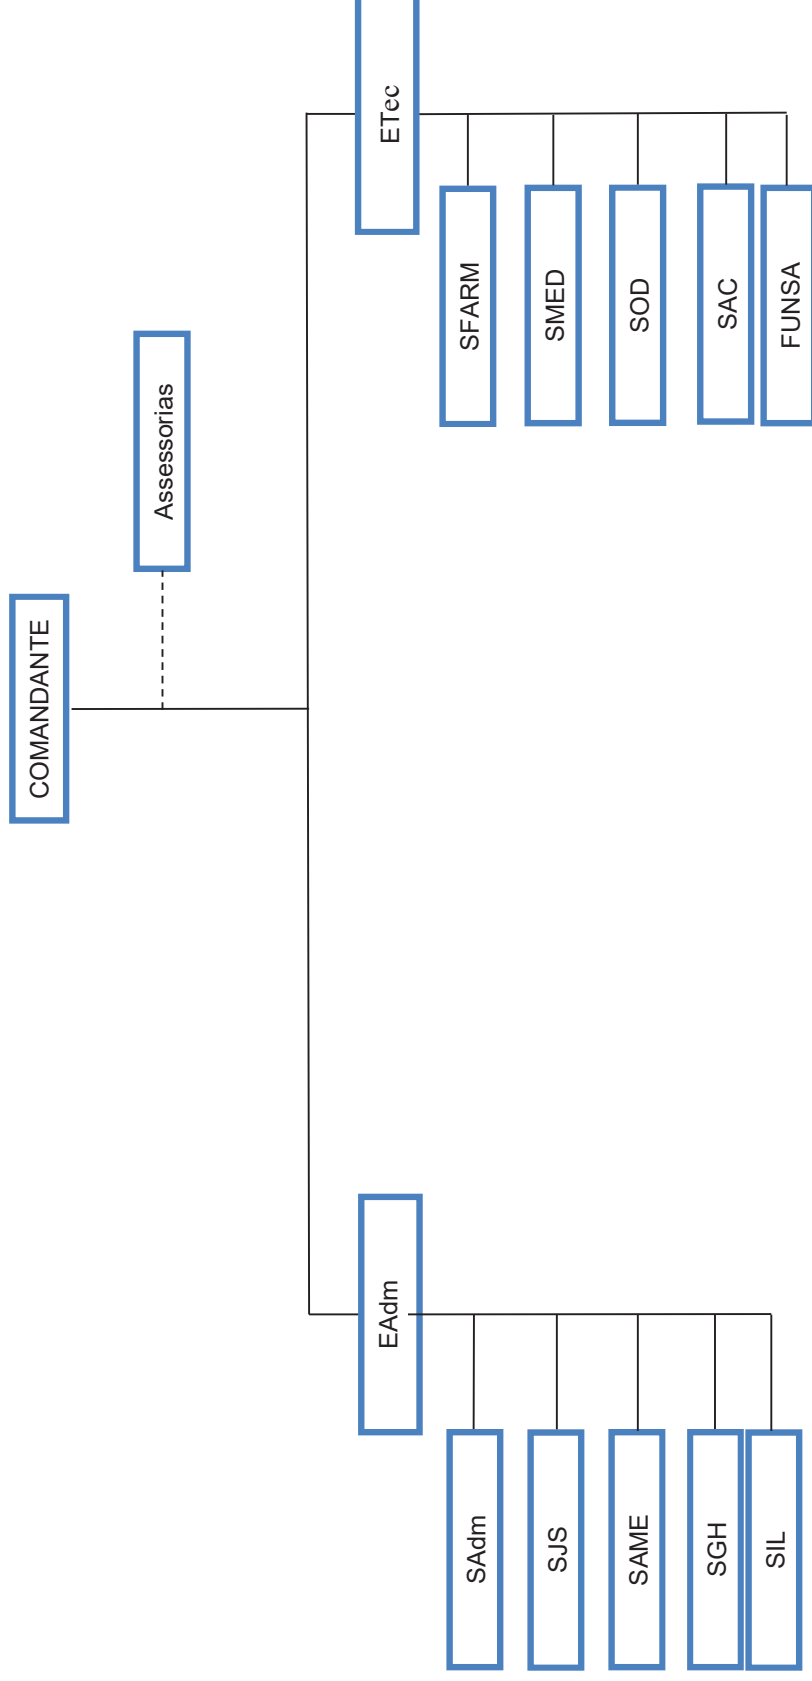 COMANDANTE
Assessorias
EAdm
ETec
SAdm
SJS
SAME
SGH
SIL
SFARM
SMED
SOD
SAC
FUNSA